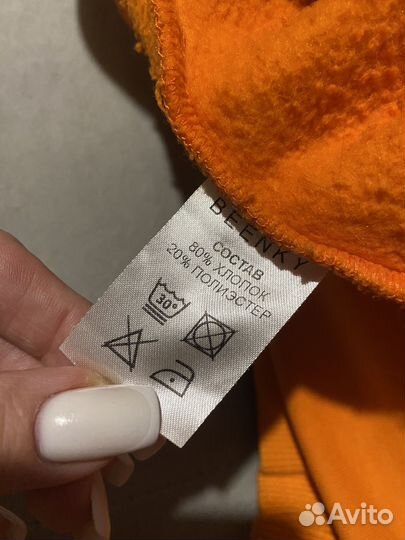 BEENKY
СОСТАВ
80% ХЛОПОК
20% ПОЛИЭСТЕР
30°
Avito